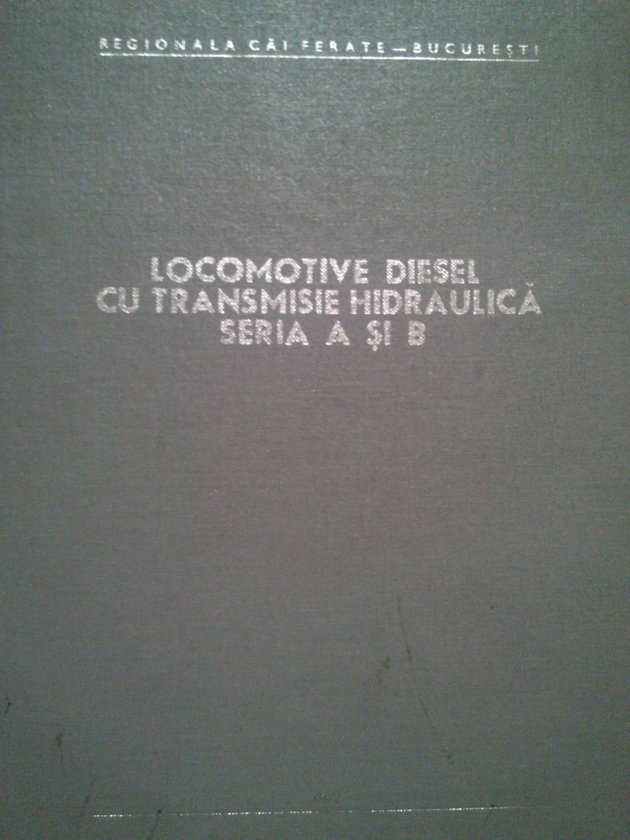 REGIONALA CĂI FERATE — BUCUREȘTI
LOCOMOTIVE DIESEL
CU TRANSMISIE HIDRAULICĂ
SERIA A ȘI B